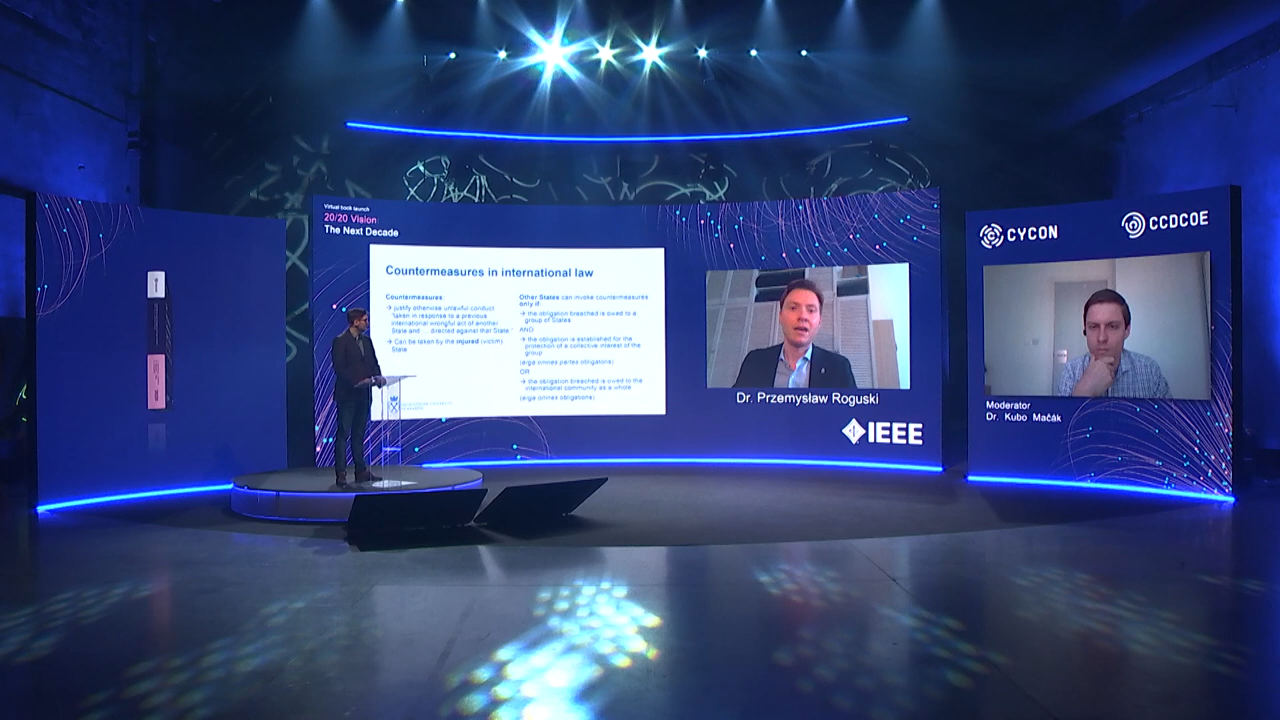 Virtual book launch
20/20 Vision:
The Next Decade
Countermeasures in international law
Countermeasures:
→ justify otherwise unlawful conduct
"taken in response to a previous
international wrongful act of another
State and ... directed against that State"
→ Can be taken by the injured (victim)
State
Other States can invoke countermeasures
only if:
→ the obligation breached is owed to a
group of States
AND
→ the obligation is established for the
protection of a collective interest of the
group
(erga omnes partes obligations)
OR
→ the obligation breached is owed to the
international community as a whole
(erga omnes obligations)
Dr. Przemysław Roguski
IEEE
CYCON
CCDCOE
Moderator
Dr. Kubo Mačák